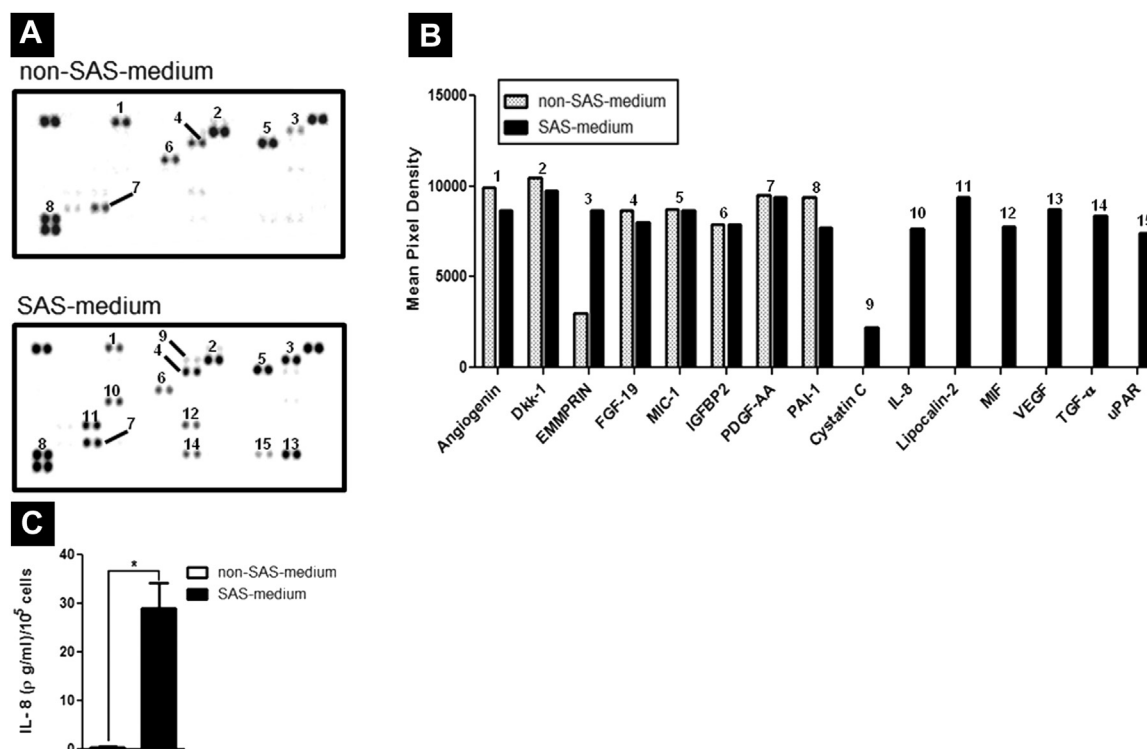 A
non-SAS-medium
1
2
3
4
5
6
7
8
SAS-medium
1
9
2
3
4
5
6
10
11
7
12
8
14
15
13
B
non-SAS-medium
SAS-medium
Mean Pixel Density
15000
10000
5000
0
1
2
3
4
5
6
7
8
9
10
11
12
13
14
15
Angiogenin
Dkk-1
EMMPRIN
FGF-19
MIC-1
IGFBP2
PDGF-AA
PAI-1
Cystatin C
IL-8
Lipocalin-2
MIF
VEGF
TGF-α
uPAR
C
IL-8 (ρ g/ml)/10⁵ cells
40
30
20
10
0
*
non-SAS-medium
SAS-medium